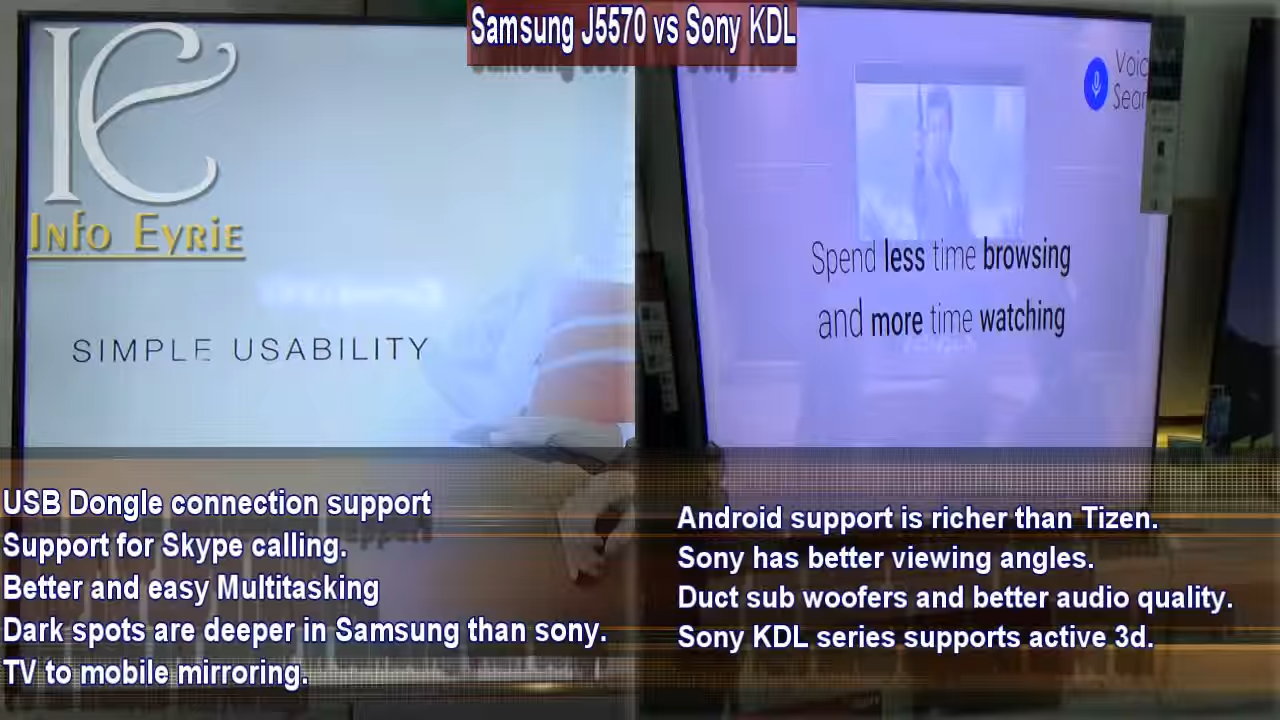 Samsung J5570 vs Sony KDL
IC
Info Eyrie
SIMPLE USABILITY
Spend less time browsing
and more time watching
USB Dongle connection support
Support for Skype calling.
Better and easy Multitasking
Dark spots are deeper in Samsung than sony.
TV to mobile mirroring.
Android support is richer than Tizen.
Sony has better viewing angles.
Duct sub woofers and better audio quality.
Sony KDL series supports active 3d.